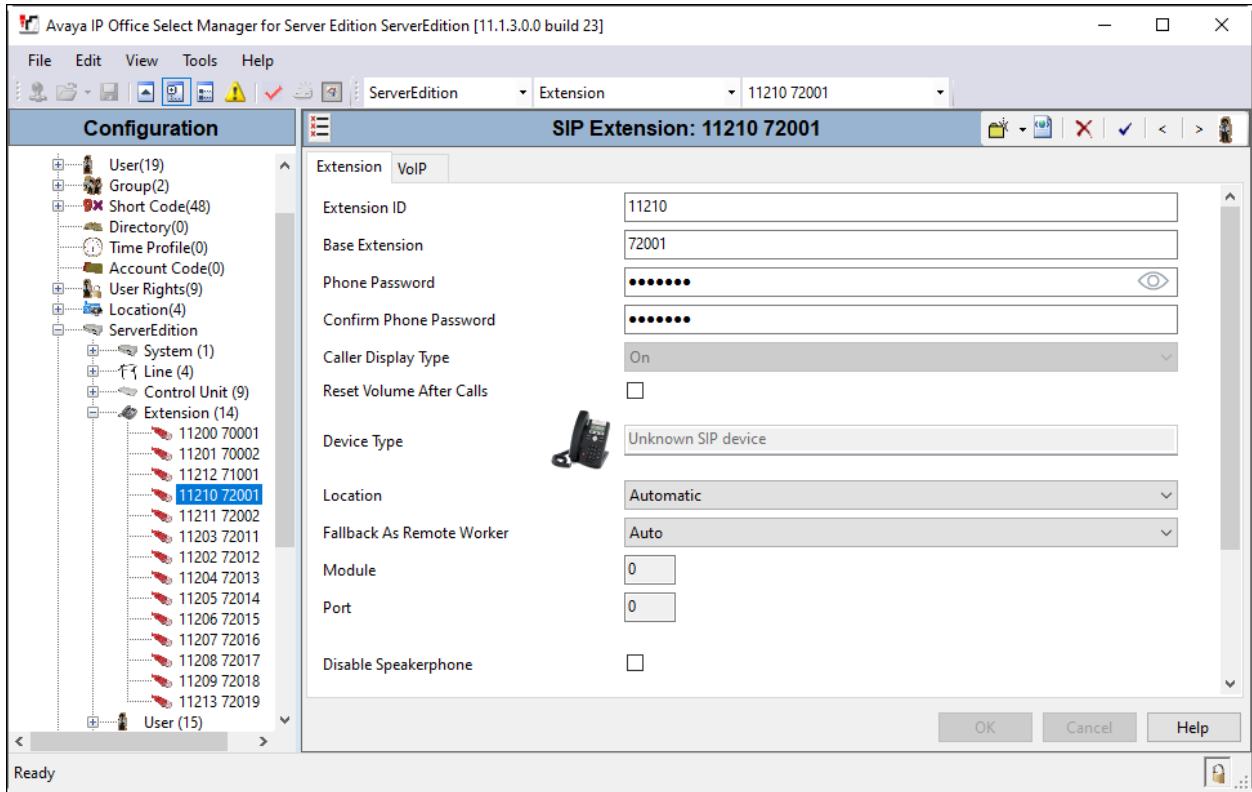 Avaya IP Office Select Manager for Server Edition ServerEdition [11.1.3.0.0 build 23]
File Edit View Tools Help
ServerEdition Extension 11210 72001
Configuration
SIP Extension: 11210 72001
User(19)
Group(2)
Short Code(48)
Directory(0)
Time Profile(0)
Account Code(0)
User Rights(9)
Location(4)
ServerEdition
System (1)
Line (4)
Control Unit (9)
Extension (14)
11200 70001
11201 70002
11212 71001
11210 72001
11211 72002
11203 72011
11202 72012
11204 72013
11205 72014
11206 72015
11207 72016
11208 72017
11209 72018
11213 72019
User (15)
Extension VoIP
Extension ID 11210
Base Extension 72001
Phone Password •••••••
Confirm Phone Password •••••••
Caller Display Type On
Reset Volume After Calls
Device Type Unknown SIP device
Location Automatic
Fallback As Remote Worker Auto
Module 0
Port 0
Disable Speakerphone
OK Cancel Help
Ready